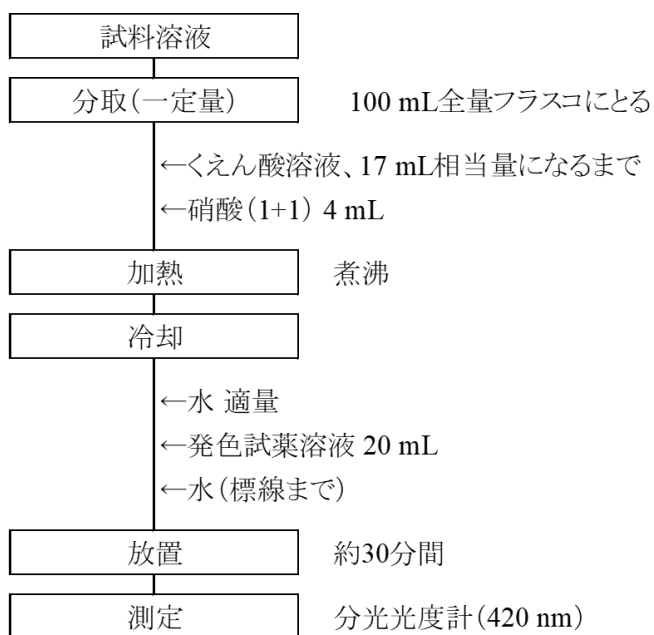 試料溶液
分取(一定量) 100 mL全量フラスコにとる
←くえん酸溶液、17 mL相当量になるまで
←硝酸(1+1) 4 mL
加熱 煮沸
冷却
←水 適量
←発色試薬溶液 20 mL
←水(標線まで)
放置 約30分間
測定 分光光度計(420 nm)